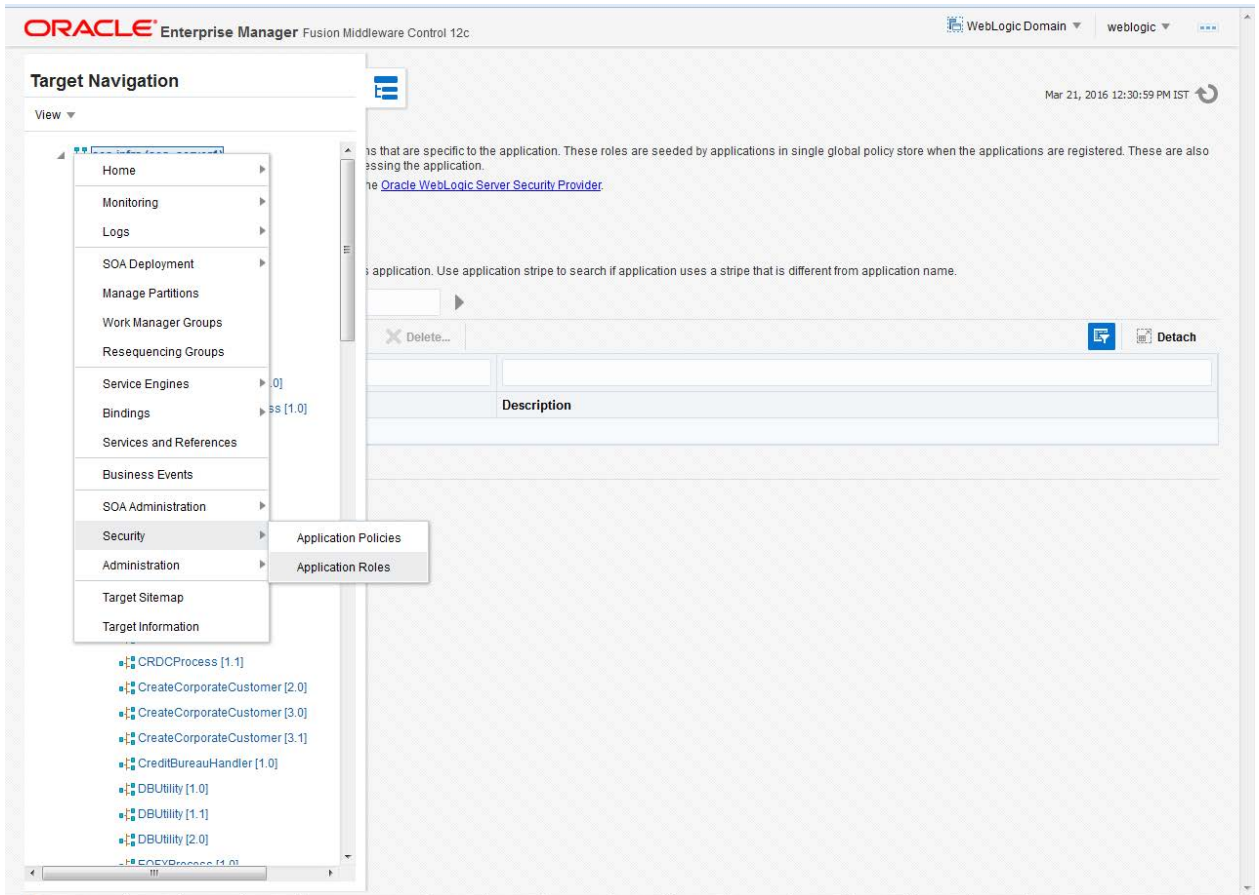 ORACLE Enterprise Manager Fusion Middleware Control 12c
WebLogic Domain
weblogic
Target Navigation
View
Mar 21, 2016 12:30:59 PM IST
ns that are specific to the application. These roles are seeded by applications in single global policy store when the applications are registered. These are also
essing the application.
he Oracle WebLogic Server Security Provider.
s application. Use application stripe to search if application uses a stripe that is different from application name.
Delete...
Detach
Description
Home
Monitoring
Logs
SOA Deployment
Manage Partitions
Work Manager Groups
Resequencing Groups
Service Engines
.0]
Bindings
ss [1.0]
Services and References
Business Events
SOA Administration
Security
Application Policies
Administration
Application Roles
Target Sitemap
Target Information
CRDCProcess [1.1]
CreateCorporateCustomer [2.0]
CreateCorporateCustomer [3.0]
CreateCorporateCustomer [3.1]
CreditBureauHandler [1.0]
DBUtility [1.0]
DBUtility [1.1]
DBUtility [2.0]